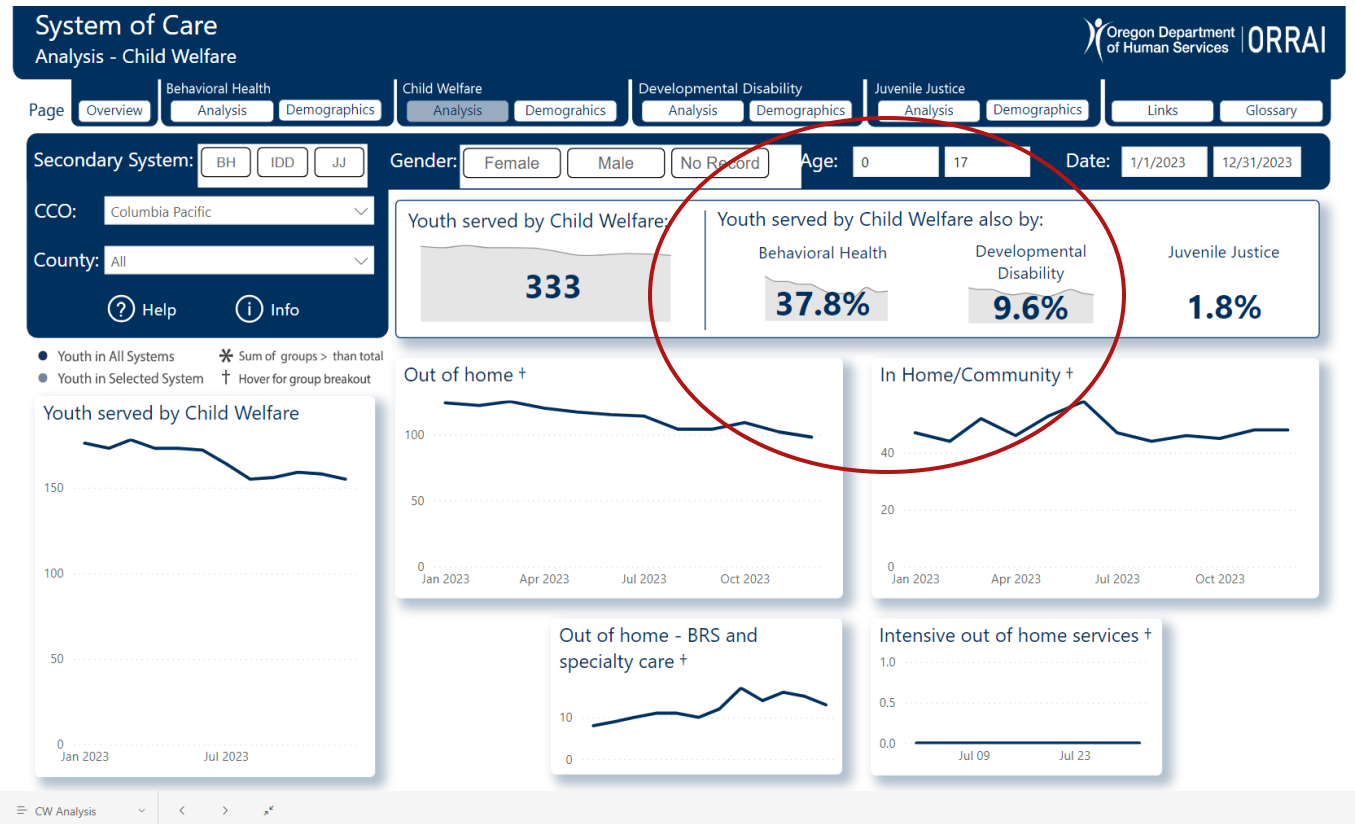 System of Care
Analysis - Child Welfare
Oregon Department
of Human Services
ORRAI
Page
Overview
Behavioral Health
Analysis
Demographics
Child Welfare
Analysis
Demograhics
Developmental Disability
Analysis
Demographics
Juvenile Justice
Analysis
Demographics
Links
Glossary
Secondary System:
BH
IDD
JJ
Gender:
Female
Male
No Record
Age:
0
17
Date:
1/1/2023
12/31/2023
CCO:
Columbia Pacific
County:
All
? Help
i Info
Youth served by Child Welfare:
333
Youth served by Child Welfare also by:
Behavioral Health
37.8%
Developmental
Disability
9.6%
Juvenile Justice
1.8%
Youth in All Systems
Youth in Selected System
* Sum of groups > than total
† Hover for group breakout
Youth served by Child Welfare
150
100
50
0
Jan 2023
Jul 2023
Out of home †
100
50
0
Jan 2023
Apr 2023
Jul 2023
Oct 2023
In Home/Community †
40
20
0
Jan 2023
Apr 2023
Jul 2023
Oct 2023
Out of home - BRS and
specialty care †
10
0
Intensive out of home services †
1.0
0.5
0.0
Jul 09
Jul 23
CW Analysis